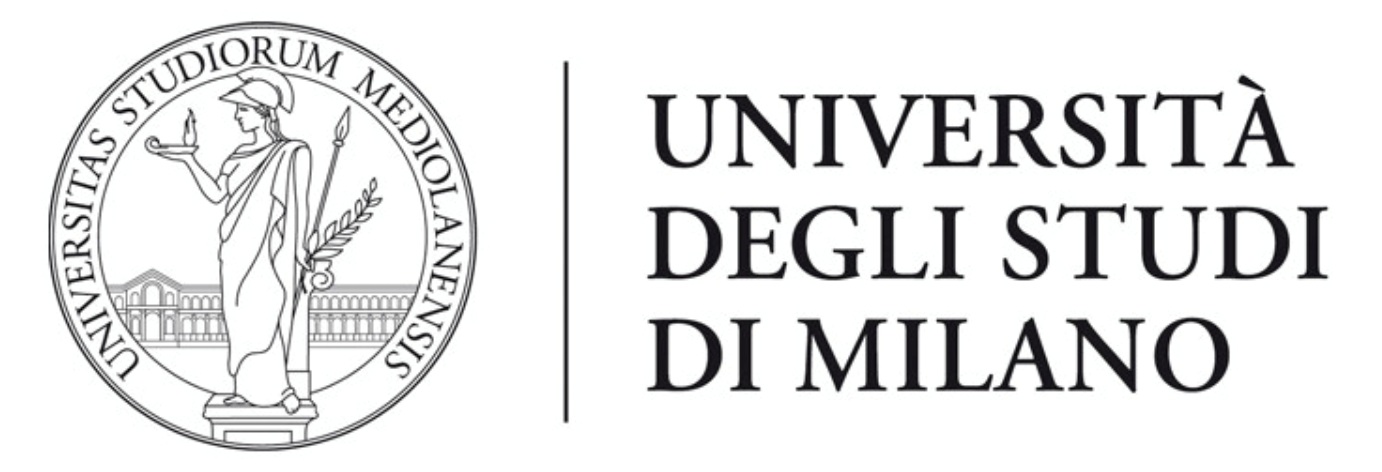 UNIVERSITAS STUDIORUM MEDIOLANENSIS
UNIVERSITÀ
DEGLI STUDI
DI MILANO